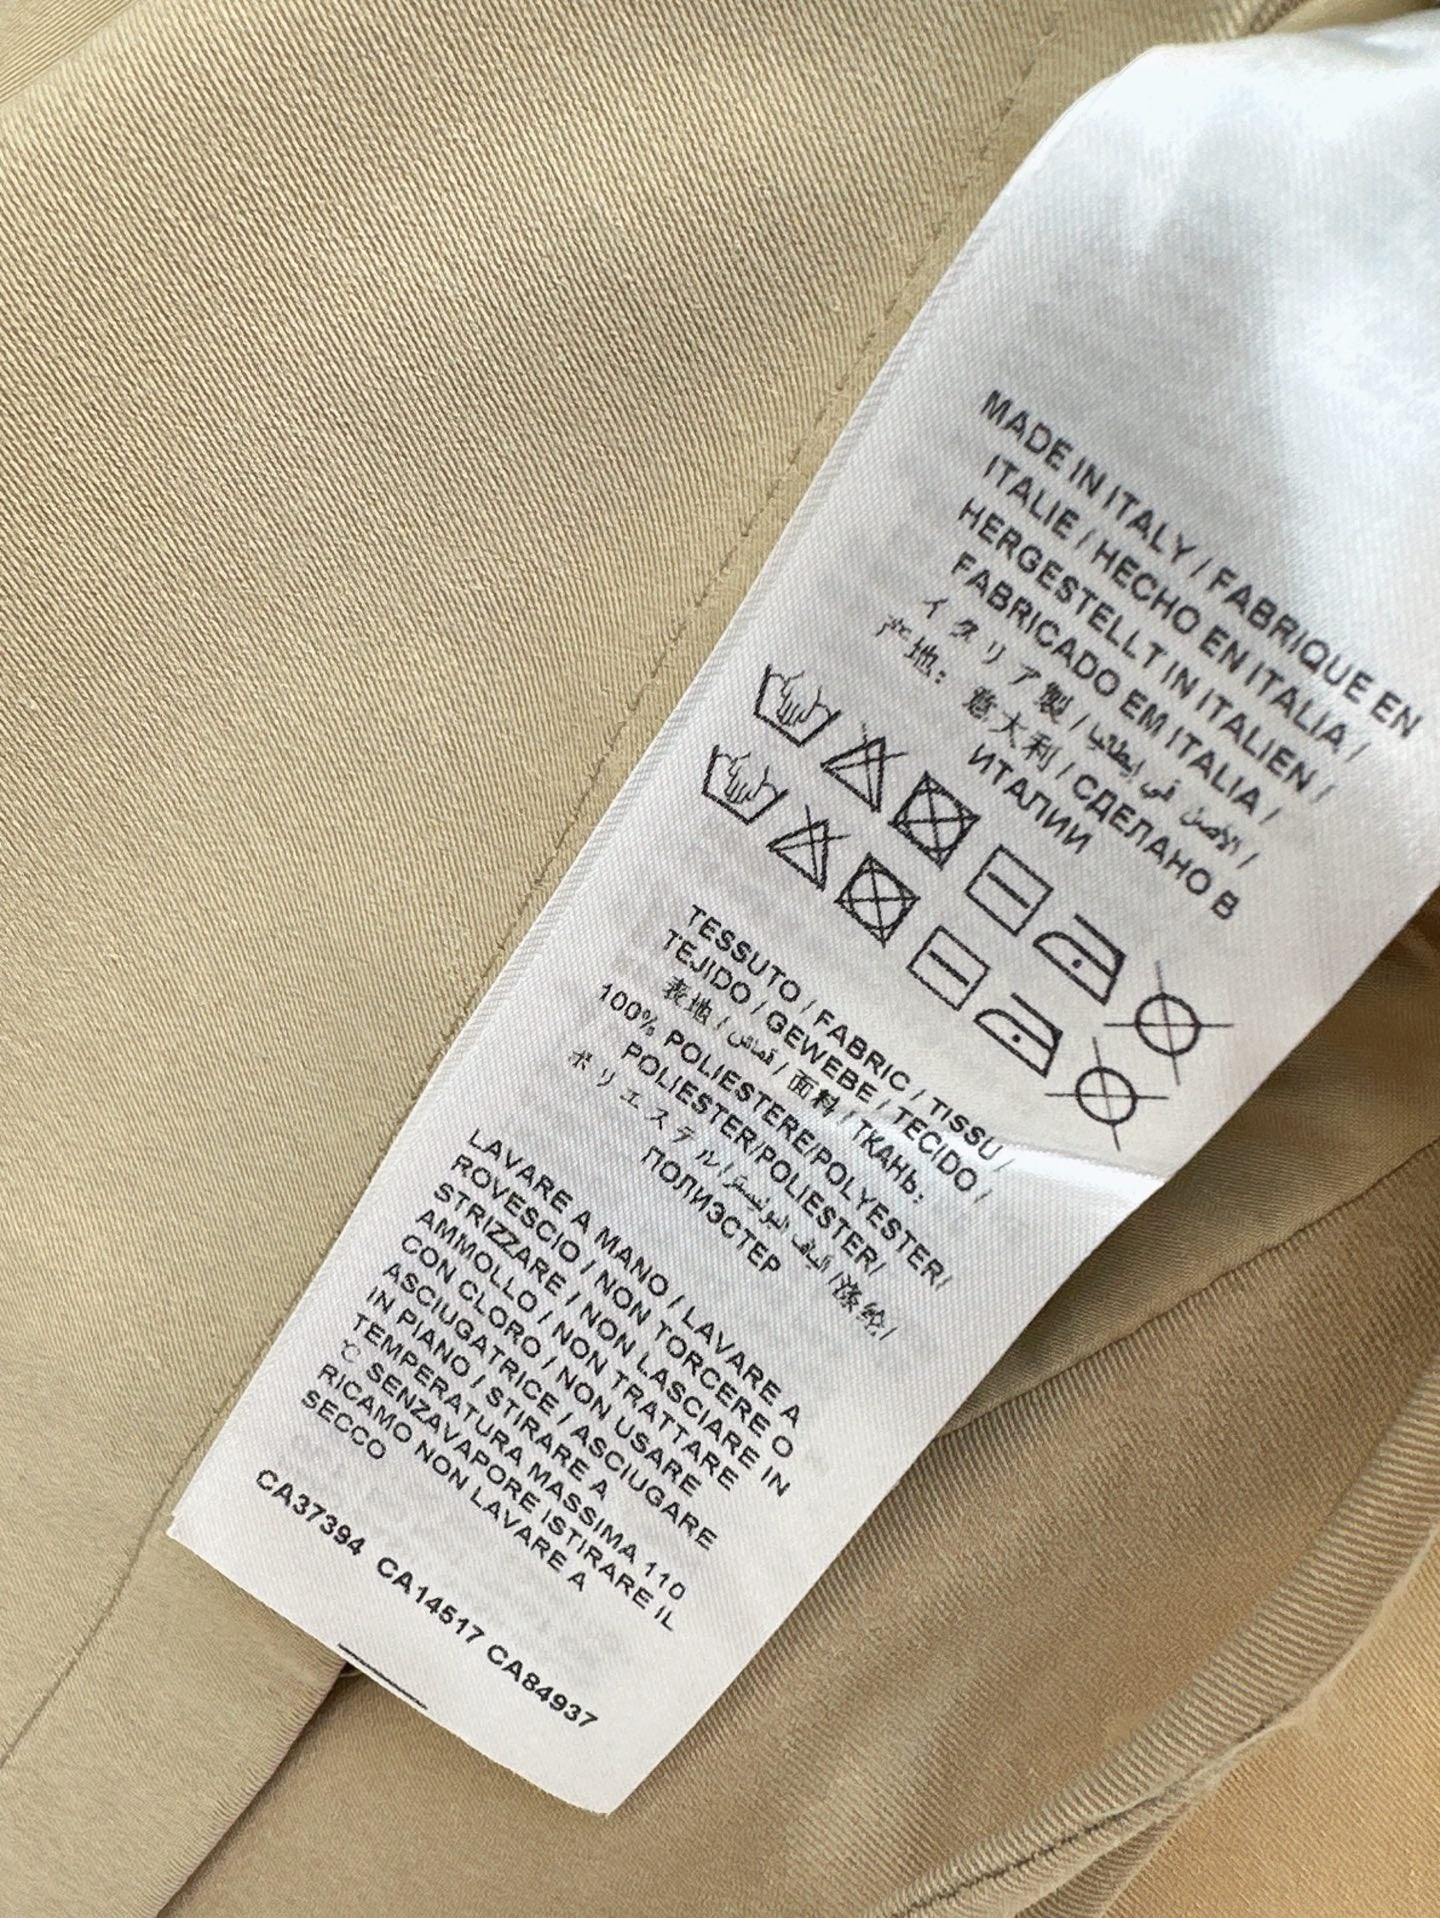 MADE IN ITALY / FABRIQUE EN
ITALIE / HECHO EN ITALIA /
HERGESTELLT IN ITALIEN /
FABRICADO EM ITALIA /
イタリア製 / الأصل في إيطاليا /
产地: 意大利 / СДЕЛАНО В
ИТАЛИИ
TESSUTO / FABRIC / TISSU /
TEJIDO / GEWEBE / TECIDO /
表地 / قماش / 面料 / ТКАНЬ:
100% POLIESTERE/POLYESTER/
POLIESTER/POLIESTER/
ポリエステル / ألياف البوليستر / 涤纶/
ПОЛИЭСТЕР
LAVARE A MANO / LAVARE A
ROVESCIO / NON TORCERE O
STRIZZARE / NON LASCIARE IN
AMMOLLO / NON TRATTARE
CON CLORO / NON USARE
ASCIUGATRICE / ASCIUGARE
IN PIANO / STIRARE A
TEMPERATURA MASSIMA 110
℃ SENZAVAPORE ISTIRARE IL
RICAMO NON LAVARE A
SECCO
CA37394 CA14517 CA84937